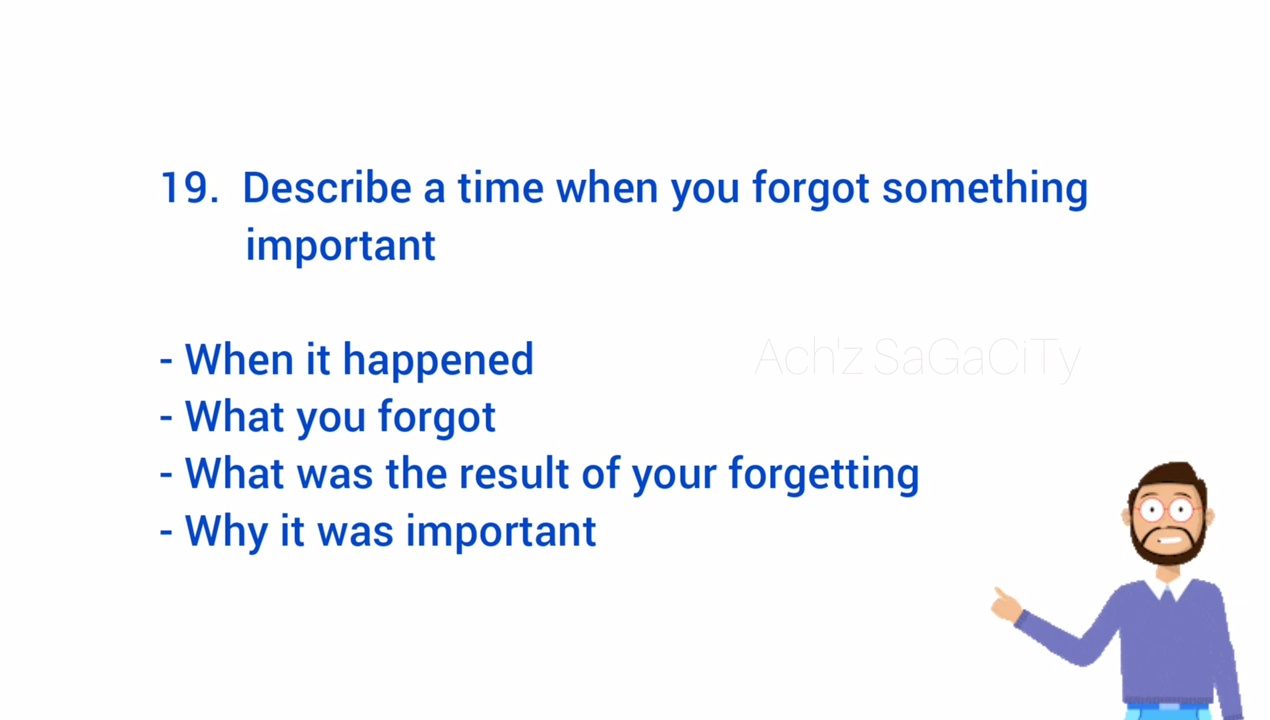 19. Describe a time when you forgot something
important
- When it happened
Ach'z SaGaCiTy
- What you forgot
- What was the result of your forgetting
- Why it was important